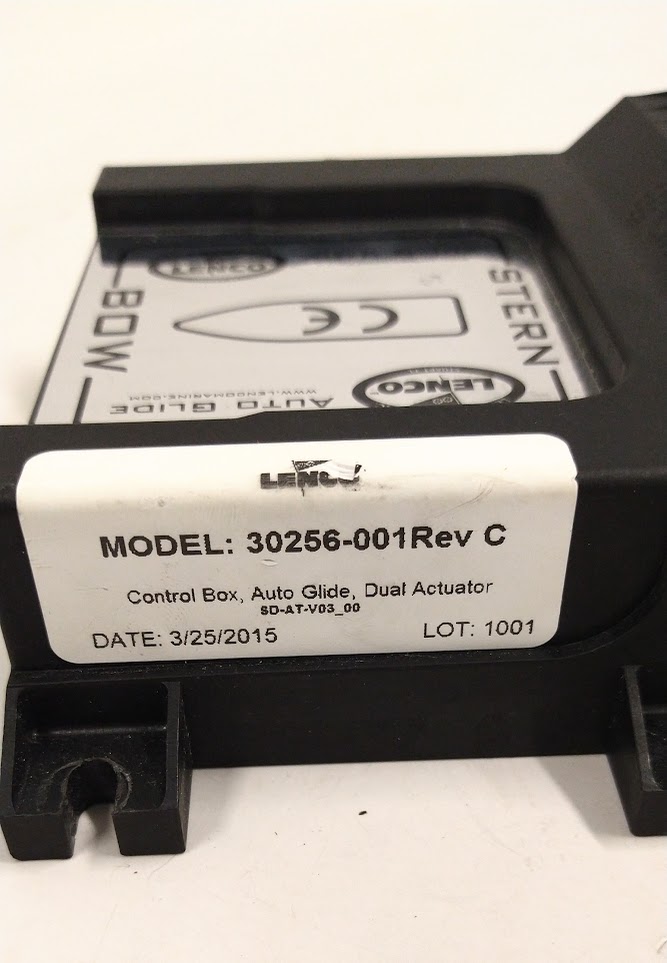 LENCO
STERN
BOW
CE
LENCO
WWW.LENCOMARINE.COM
AUTO GLIDE
LENCO
MODEL: 30256-001Rev C
Control Box, Auto Glide, Dual Actuator
SD-AT-V03_00
DATE: 3/25/2015
LOT: 1001